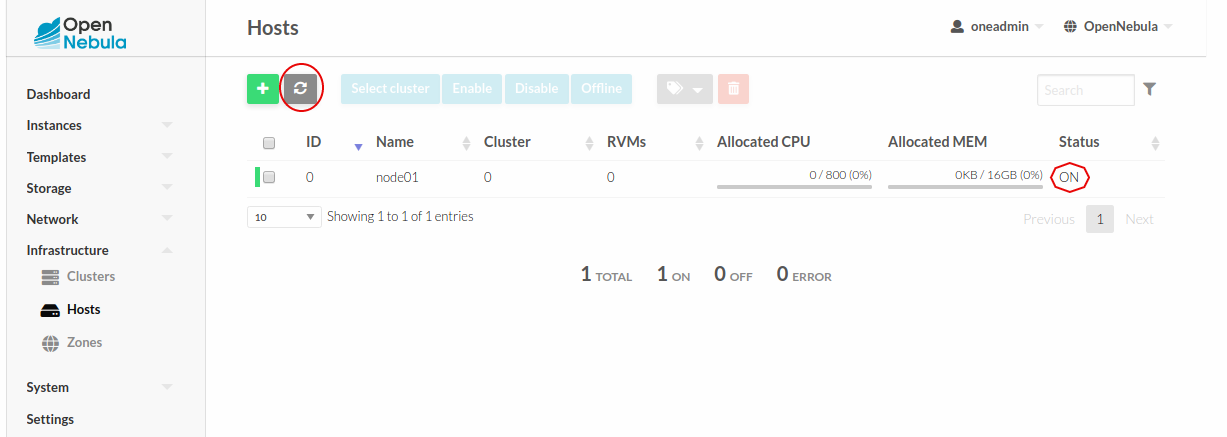 Open
Nebula
Hosts
oneadmin
OpenNebula
Select cluster Enable Disable Offline
Search
Dashboard
Instances
Templates
Storage
Network
Infrastructure
Clusters
Hosts
Zones
System
Settings
ID Name Cluster RVMs Allocated CPU Allocated MEM Status
0 node01 0 0 0 / 800 (0%) 0KB / 16GB (0%) ON
10 Showing 1 to 1 of 1 entries
Previous 1 Next
1 TOTAL 1 ON 0 OFF 0 ERROR